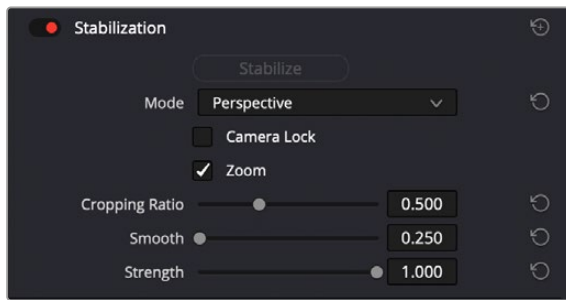 Stabilization
Stabilize
Mode Perspective
Camera Lock
Zoom
Cropping Ratio 0.500
Smooth 0.250
Strength 1.000